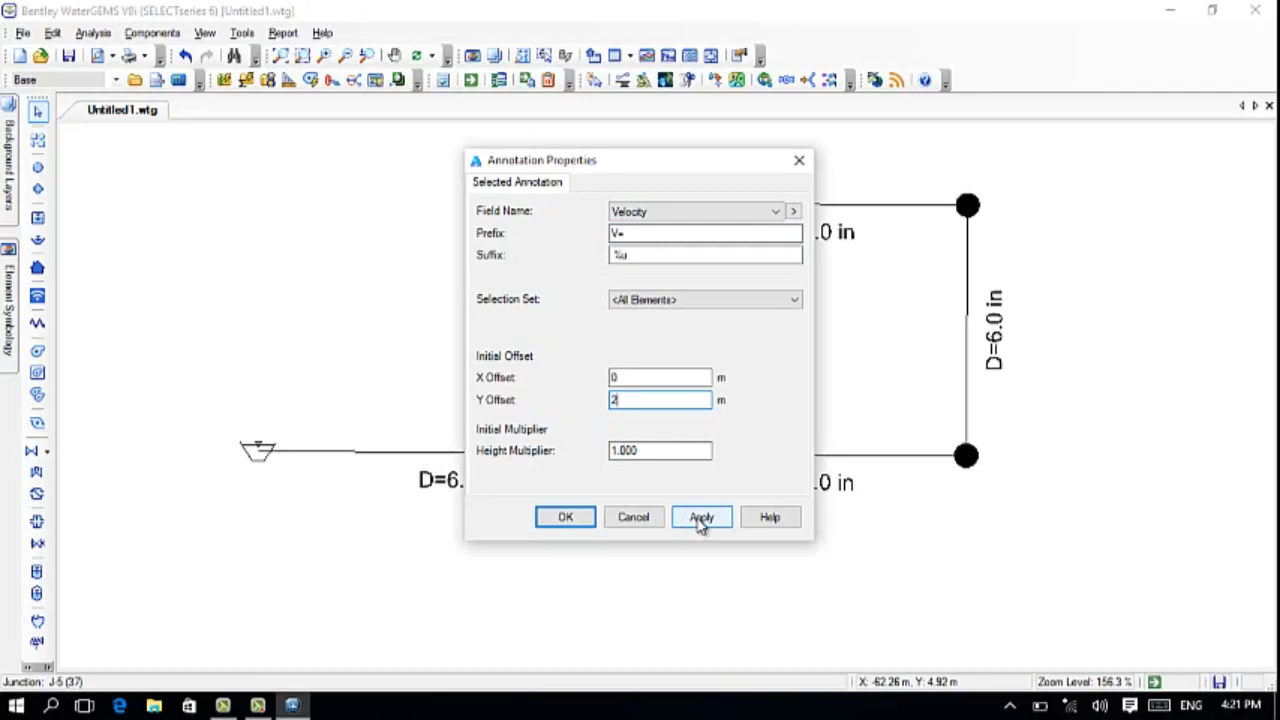 Bentley WaterGEMS V8i (SELECTseries 6) [Untitled1.wtg]
File Edit Analysis Components View Tools Report Help
Base
Untitled1.wtg
Background Layers
Element Symbology
Annotation Properties
Selected Annotation
Field Name: Velocity >
Prefix: V=
Suffix: %u
Selection Set: <All Elements>
Initial Offset
X Offset: 0 m
Y Offset: 2 m
Initial Multiplier
Height Multiplier: 1.000
OK Cancel Apply Help
.0 in
D=6.0 in
D=6.
.0 in
Junction: J-5 (37) X: -62.26 m, Y: 4.92 m Zoom Level: 156.3 %
ENG 4:21 PM